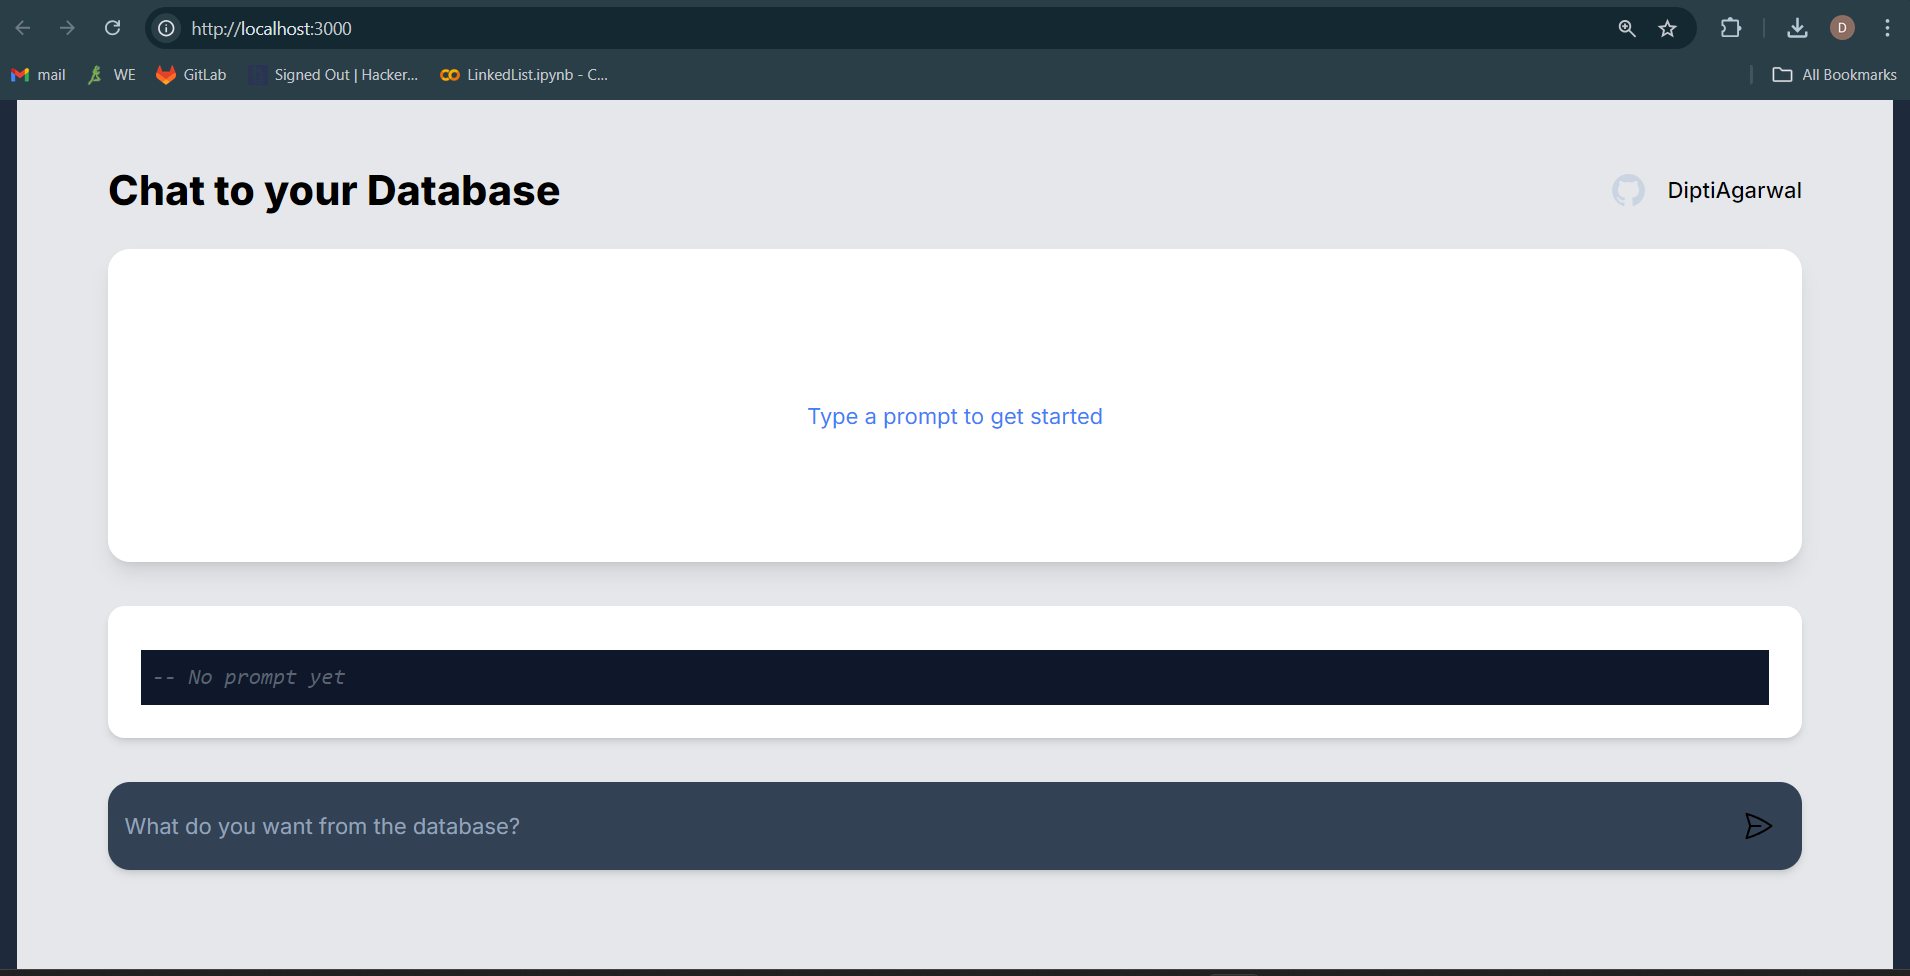 http://localhost:3000
D
mail
WE
GitLab
Signed Out | Hacker...
LinkedList.ipynb - C...
All Bookmarks
Chat to your Database
DiptiAgarwal
Type a prompt to get started
-- No prompt yet
What do you want from the database?